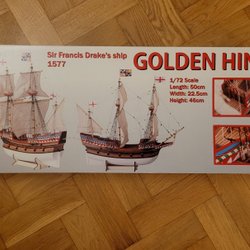 Sir Francis Drake's ship
1577
GOLDEN HIN
1/72 Scale
Length: 50cm
Width: 22.5cm
Height: 46cm